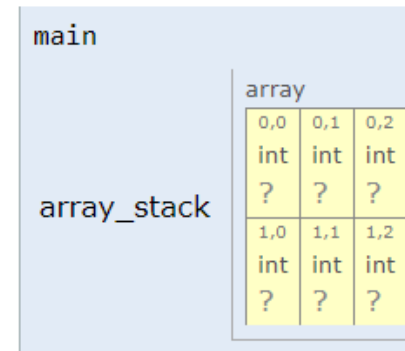 main
array
0,0 0,1 0,2
int int int
? ? ?
array_stack
1,0 1,1 1,2
int int int
? ? ?